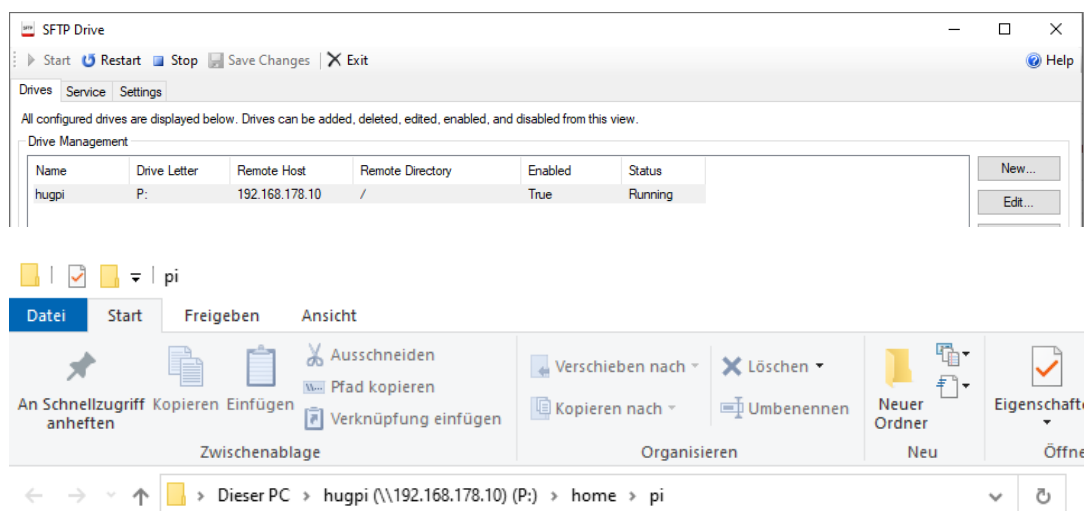 SFTP Drive
Start Restart Stop Save Changes Exit Help
Drives Service Settings
All configured drives are displayed below. Drives can be added, deleted, edited, enabled, and disabled from this view.
Drive Management
Name Drive Letter Remote Host Remote Directory Enabled Status
hugpi P: 192.168.178.10 / True Running
New...
Edit...
pi
Datei Start Freigeben Ansicht
An Schnellzugriff anheften
Kopieren
Einfügen
Ausschneiden
Pfad kopieren
Verknüpfung einfügen
Zwischenablage
Verschieben nach
Kopieren nach
Löschen
Umbenennen
Organisieren
Neuer
Ordner
Neu
Eigenschafte
Öffne
Dieser PC > hugpi (\\192.168.178.10) (P:) > home > pi